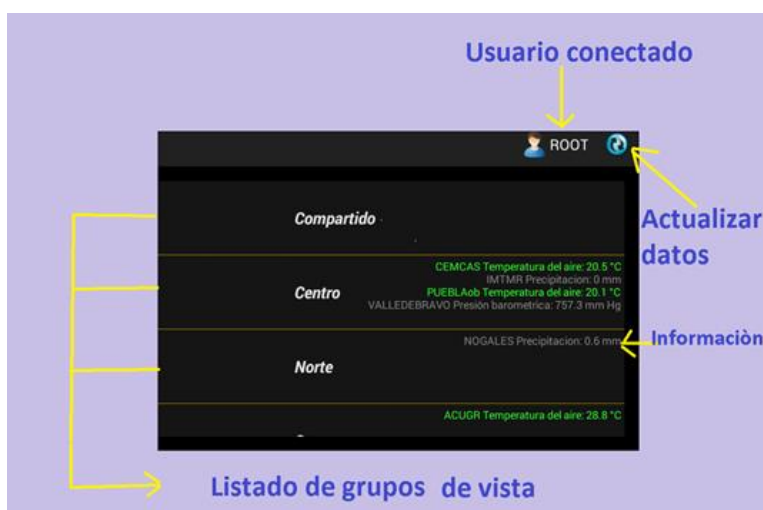 Usuario conectado
ROOT
Compartido
Actualizar
datos
CEMCAS Temperatura del aire: 20.5 °C
IMTMR Precipitacion: 0 mm
Centro
PUEBLAob Temperatura del aire: 20.1 °C
VALLEDEBRAVO Presión barometrica: 757.3 mm Hg
NOGALES Precipitacion: 0.6 mm
Informaciòn
Norte
ACUGR Temperatura del aire: 28.8 °C
Listado de grupos de vista